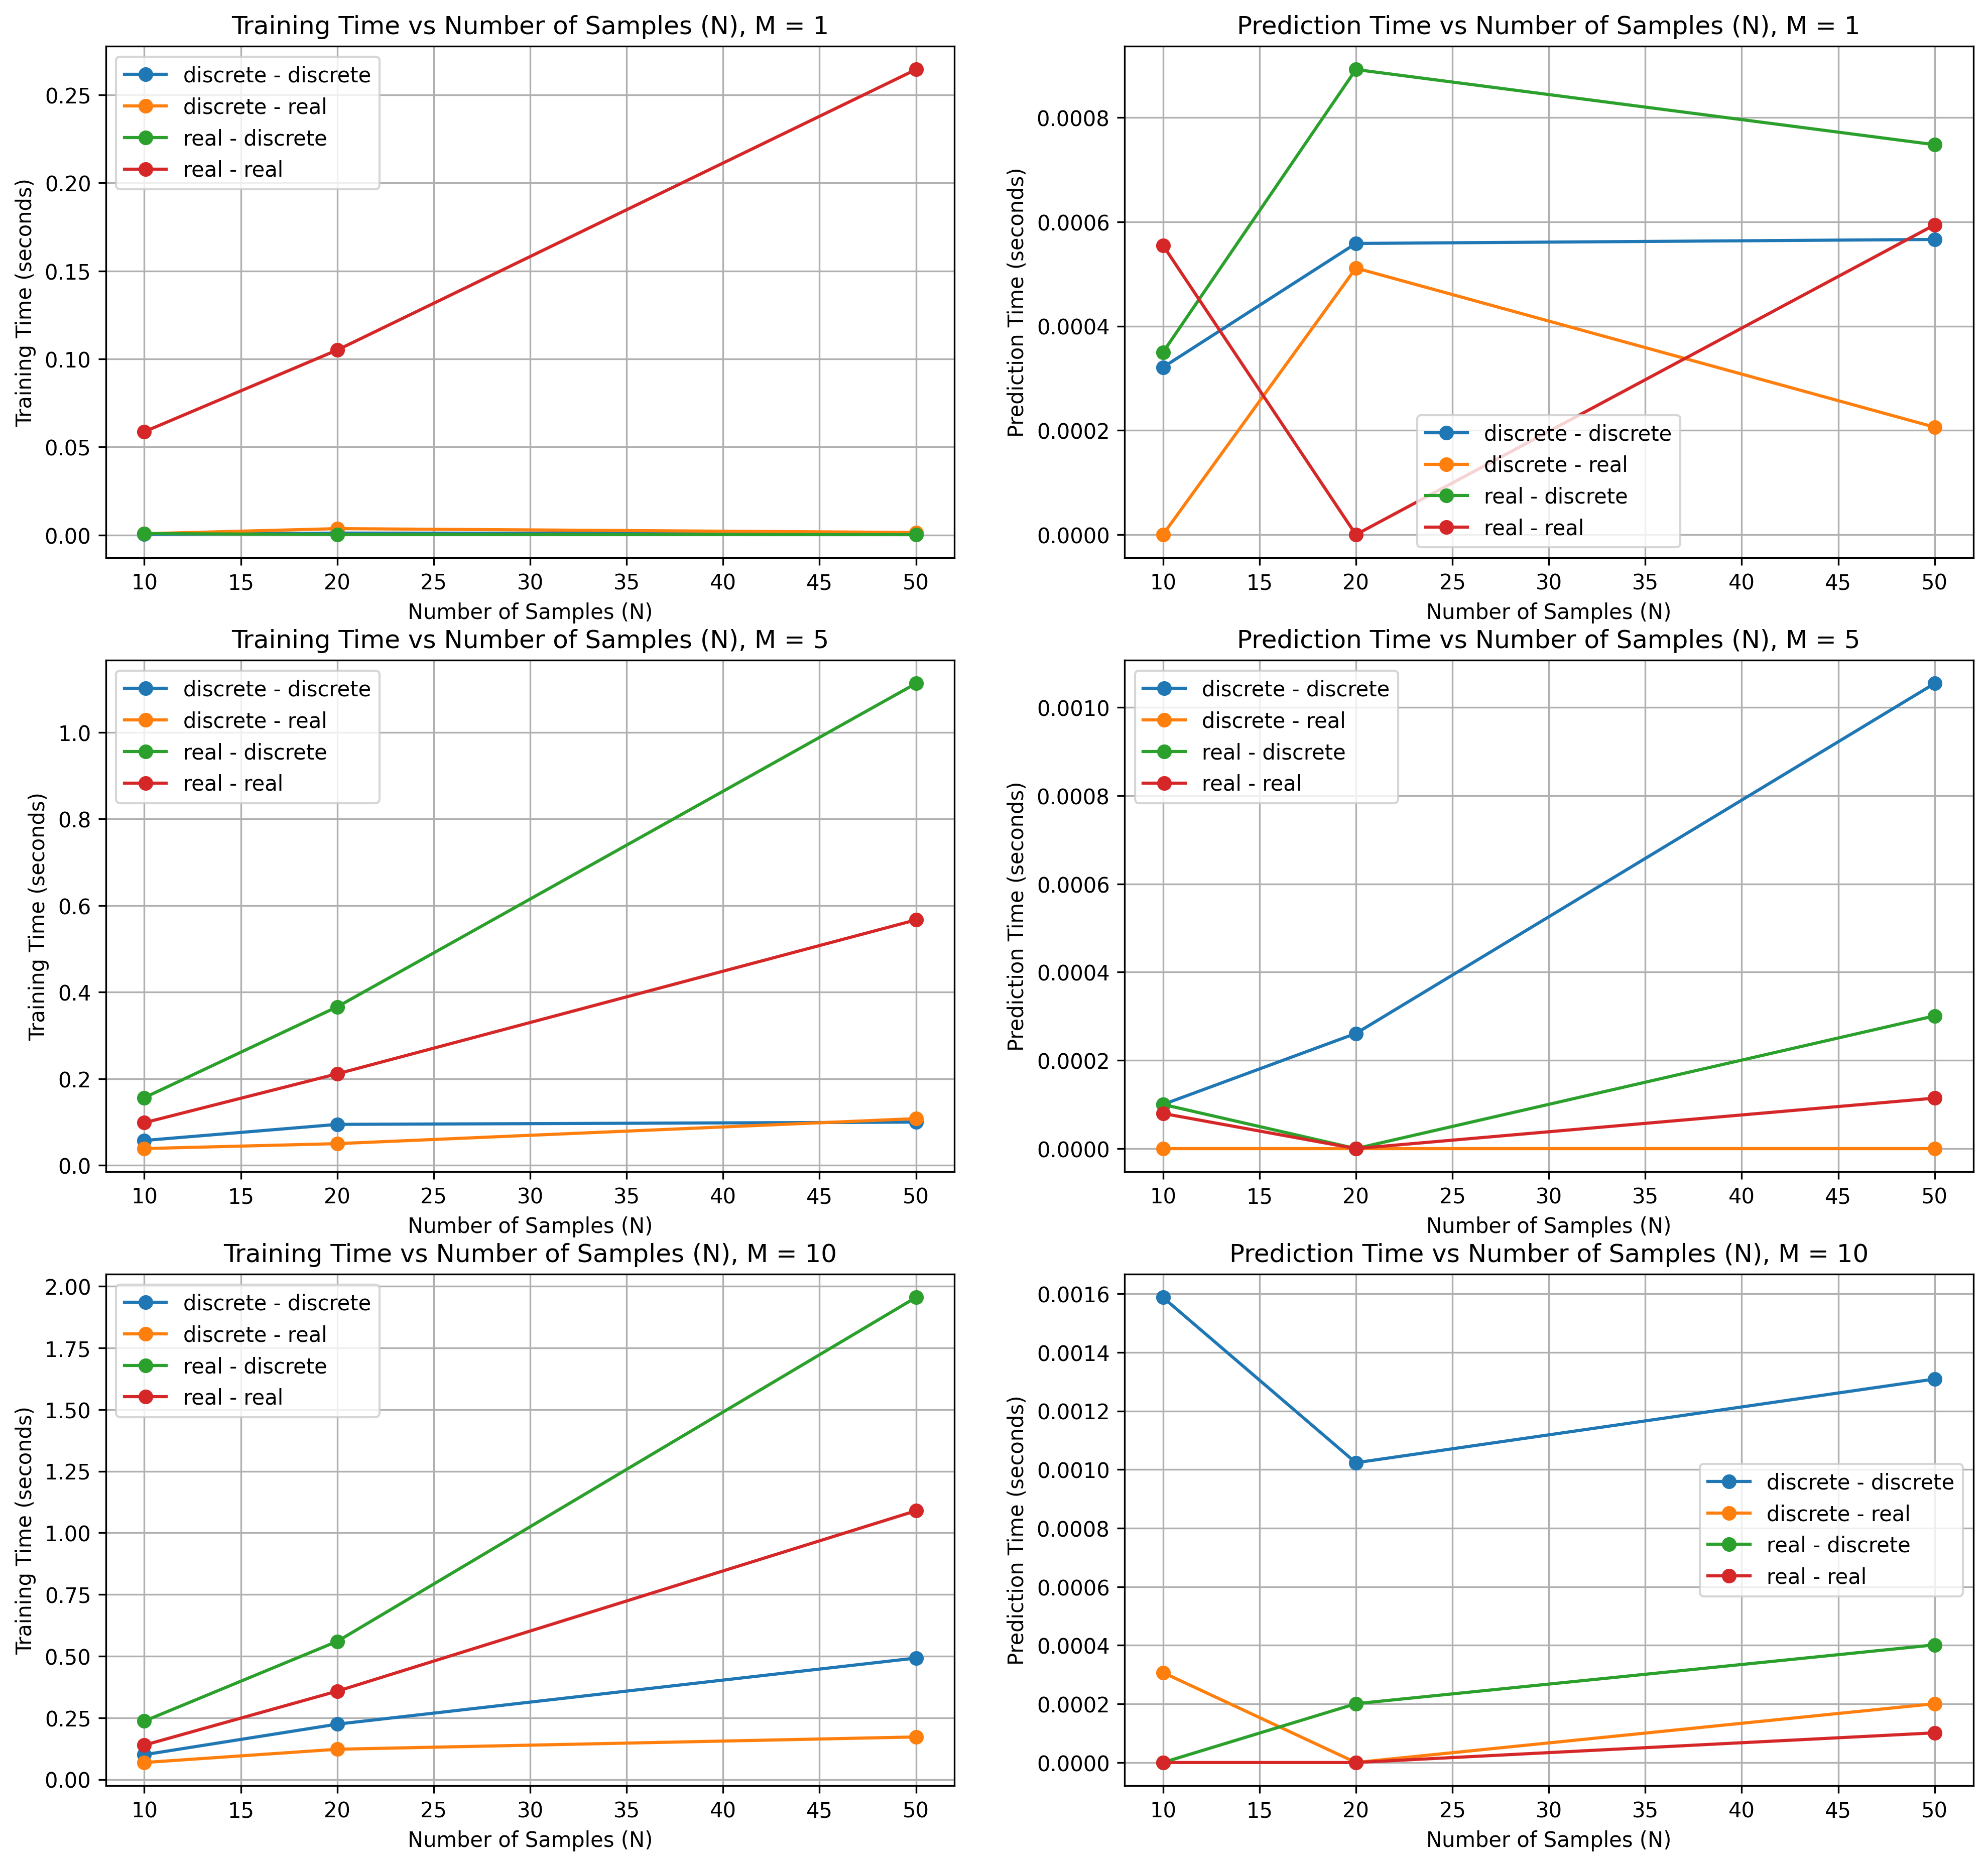 Training Time vs Number of Samples (N), M = 1
discrete - discrete
discrete - real
real - discrete
real - real
Training Time (seconds)
0.25
0.20
0.15
0.10
0.05
0.00
10 15 20 25 30 35 40 45 50
Number of Samples (N)
Prediction Time vs Number of Samples (N), M = 1
Prediction Time (seconds)
0.0008
0.0006
0.0004
0.0002
0.0000
discrete - discrete
discrete - real
real - discrete
real - real
10 15 20 25 30 35 40 45 50
Number of Samples (N)
Training Time vs Number of Samples (N), M = 5
discrete - discrete
discrete - real
real - discrete
real - real
Training Time (seconds)
1.0
0.8
0.6
0.4
0.2
0.0
10 15 20 25 30 35 40 45 50
Number of Samples (N)
Prediction Time vs Number of Samples (N), M = 5
discrete - discrete
discrete - real
real - discrete
real - real
Prediction Time (seconds)
0.0010
0.0008
0.0006
0.0004
0.0002
0.0000
10 15 20 25 30 35 40 45 50
Number of Samples (N)
Training Time vs Number of Samples (N), M = 10
discrete - discrete
discrete - real
real - discrete
real - real
Training Time (seconds)
2.00
1.75
1.50
1.25
1.00
0.75
0.50
0.25
0.00
10 15 20 25 30 35 40 45 50
Number of Samples (N)
Prediction Time vs Number of Samples (N), M = 10
Prediction Time (seconds)
0.0016
0.0014
0.0012
0.0010
0.0008
0.0006
0.0004
0.0002
0.0000
discrete - discrete
discrete - real
real - discrete
real - real
10 15 20 25 30 35 40 45 50
Number of Samples (N)